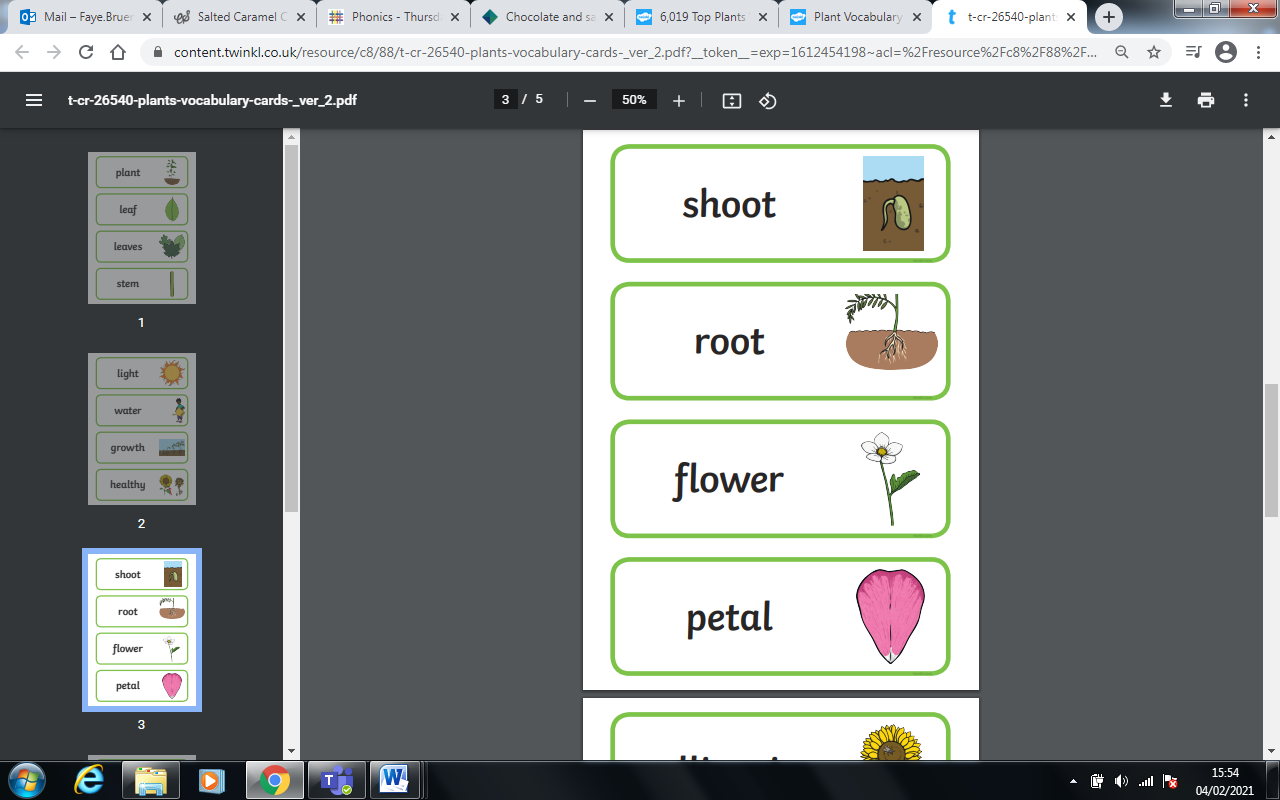 Mail – Faye.Bruer
Salted Caramel C
Phonics - Thursda
Chocolate and sa
6,019 Top Plants
Plant Vocabulary
t-cr-26540-plant
content.twinkl.co.uk/resource/c8/88/t-cr-26540-plants-vocabulary-cards-_ver_2.pdf?__token__=exp=1612454198~acl=%2Fresource%2Fc8%2F88%2F...
t-cr-26540-plants-vocabulary-cards-_ver_2.pdf
3 / 5
50%
plant
leaf
leaves
stem
1
light
water
growth
healthy
2
shoot
root
flower
petal
3
shoot
root
flower
petal
15:54
04/02/2021